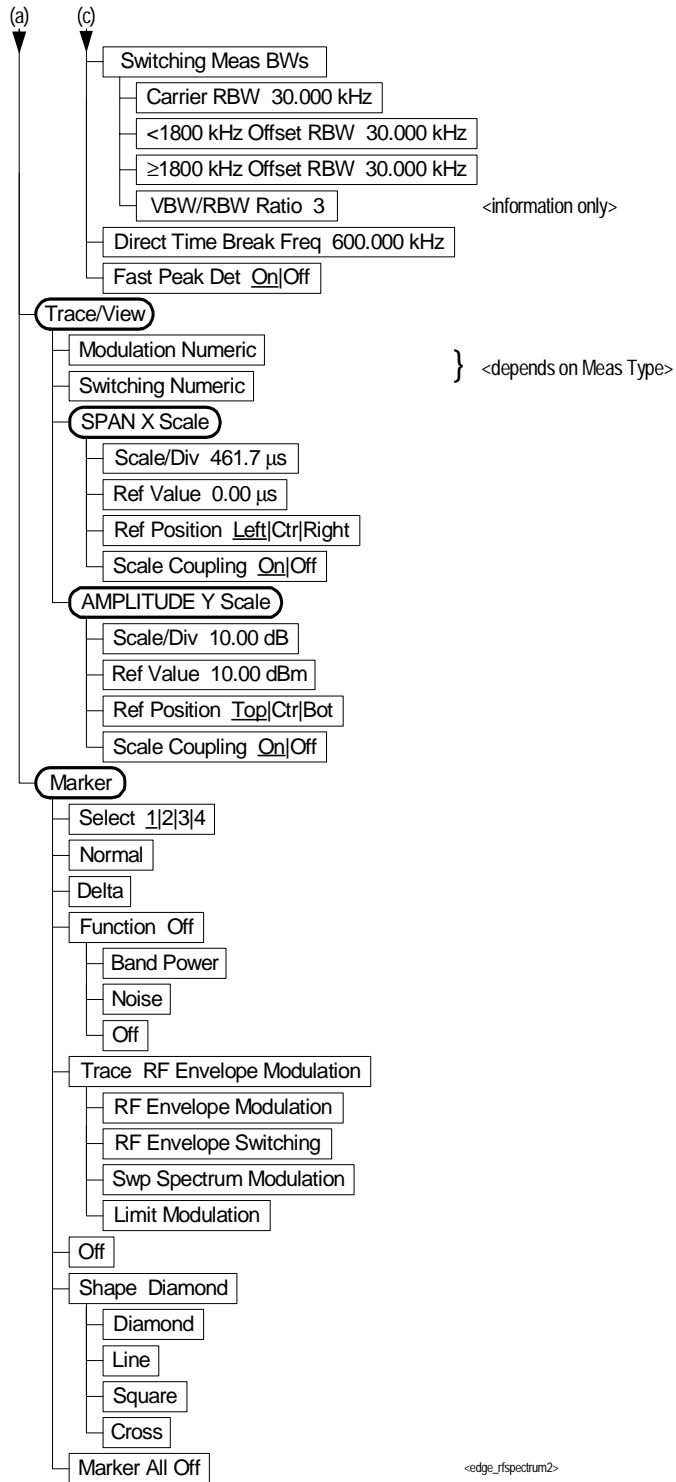 (a) (c)
Switching Meas BWs
Carrier RBW 30.000 kHz
<1800 kHz Offset RBW 30.000 kHz
≥1800 kHz Offset RBW 30.000 kHz
VBW/RBW Ratio 3 <information only>
Direct Time Break Freq 600.000 kHz
Fast Peak Det On|Off
Trace/View
Modulation Numeric
} <depends on Meas Type>
Switching Numeric
SPAN X Scale
Scale/Div 461.7 μs
Ref Value 0.00 μs
Ref Position Left|Ctr|Right
Scale Coupling On|Off
AMPLITUDE Y Scale
Scale/Div 10.00 dB
Ref Value 10.00 dBm
Ref Position Top|Ctr|Bot
Scale Coupling On|Off
Marker
Select 1|2|3|4
Normal
Delta
Function Off
Band Power
Noise
Off
Trace RF Envelope Modulation
RF Envelope Modulation
RF Envelope Switching
Swp Spectrum Modulation
Limit Modulation
Off
Shape Diamond
Diamond
Line
Square
Cross
Marker All Off <edge_rfspectrum2>